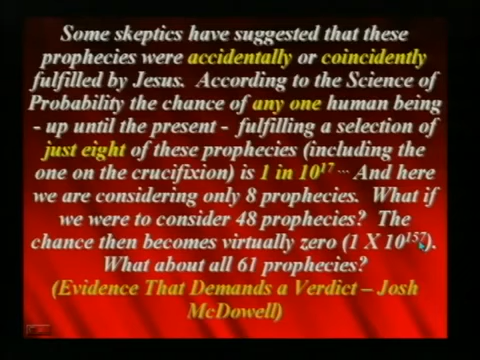 Some skeptics have suggested that these
prophecies were accidentally or coincidently
fulfilled by Jesus. According to the Science of
Probability the chance of any one human being
- up until the present - fulfilling a selection of
just eight of these prophecies (including the
one on the crucifixion) is 1 in 10¹⁷ ... And here
we are considering only 8 prophecies. What if
we were to consider 48 prophecies? The
chance then becomes virtually zero (1 X 10¹⁵⁷).
What about all 61 prophecies?
(Evidence That Demands a Verdict – Josh
McDowell)